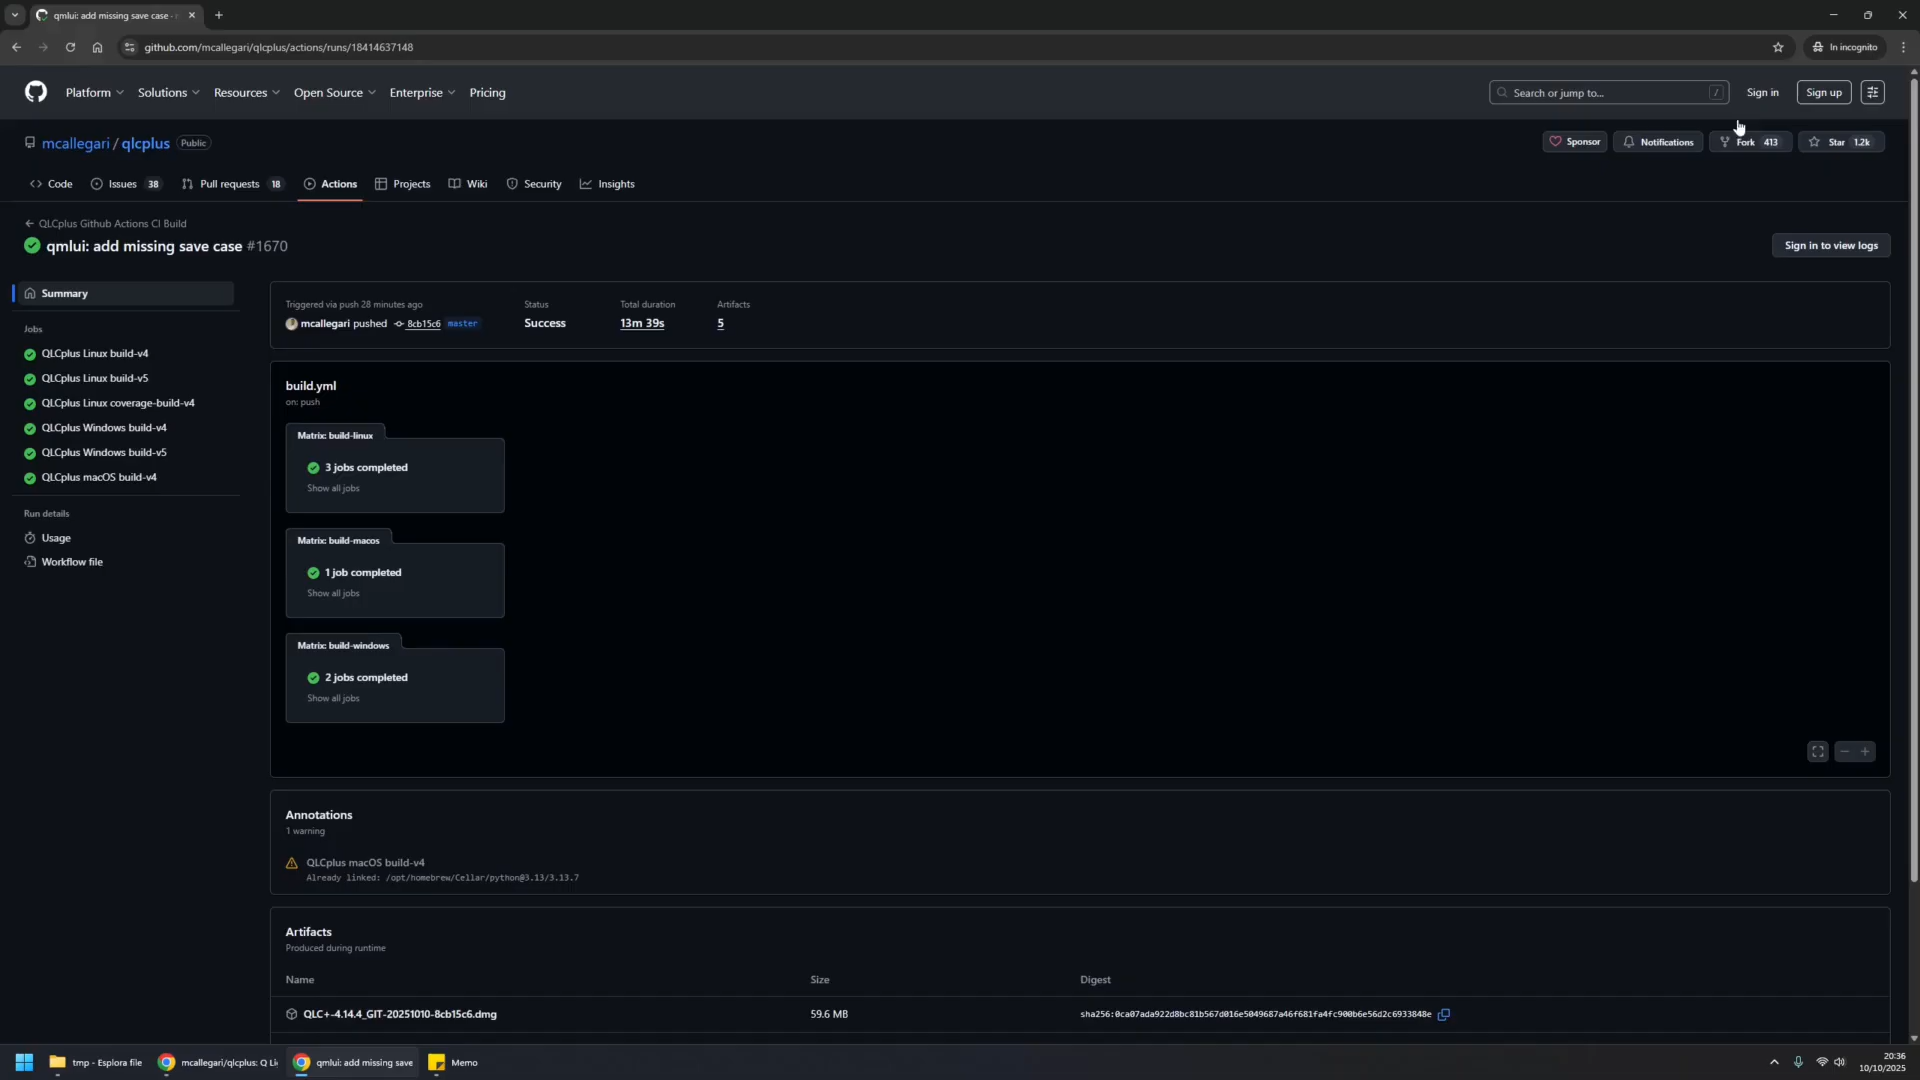 qmlui: add missing save case ·
github.com/mcallegari/qlcplus/actions/runs/18414637148
In incognito
Platform
Solutions
Resources
Open Source
Enterprise
Pricing
Search or jump to...
/
Sign in
Sign up
mcallegari / qlcplus
Public
Sponsor
Notifications
Fork 413
Star 1.2k
Code
Issues 38
Pull requests 18
Actions
Projects
Wiki
Security
Insights
QLCplus Github Actions CI Build
qmlui: add missing save case #1670
Sign in to view logs
Summary
Jobs
QLCplus Linux build-v4
QLCplus Linux build-v5
QLCplus Linux coverage-build-v4
QLCplus Windows build-v4
QLCplus Windows build-v5
QLCplus macOS build-v4
Run details
Usage
Workflow file
Triggered via push 28 minutes ago
mcallegari pushed 8cb15c6 master
Status
Success
Total duration
13m 39s
Artifacts
5
build.yml
on: push
Matrix: build-linux
3 jobs completed
Show all jobs
Matrix: build-macos
1 job completed
Show all jobs
Matrix: build-windows
2 jobs completed
Show all jobs
Annotations
1 warning
QLCplus macOS build-v4
Already linked: /opt/homebrew/Cellar/python@3.13/3.13.7
Artifacts
Produced during runtime
Name Size Digest
QLC+-4.14.4_GIT-20251010-8cb15c6.dmg
59.6 MB
sha256:0ca07ada922d8bc81b567d016e5049687a46f681fa4fc900b6e56d2c6933848e
tmp - Esplora file
mcallegari/qlcplus: Q Li
qmlui: add missing save
Memo
20:36
10/10/2025